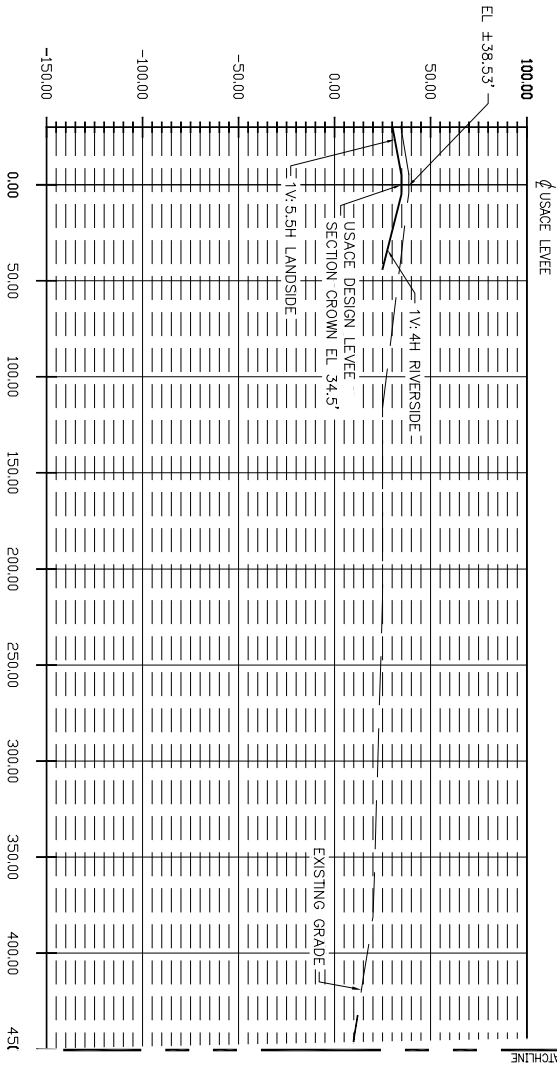 EL ±38.53'
₵ USACE LEVEE
100.00
50.00
0.00
-50.00
-100.00
-150.00
1V: 4H RIVERSIDE
USACE DESIGN LEVEE
SECTION CROWN EL 34.5'
1V: 5.5H LANDSIDE
EXISTING GRADE
0.00
50.00
100.00
150.00
200.00
250.00
300.00
350.00
400.00
450
ATCHLINE